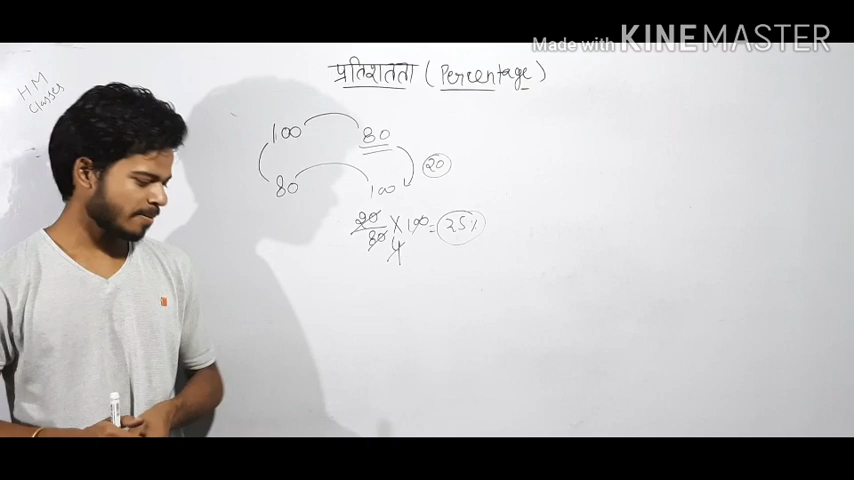 Made with KINEMASTER
HM
Classes
प्रतिशतता (Percentage)
100 80
20
80 100
20/80 X 100 = 25%
4